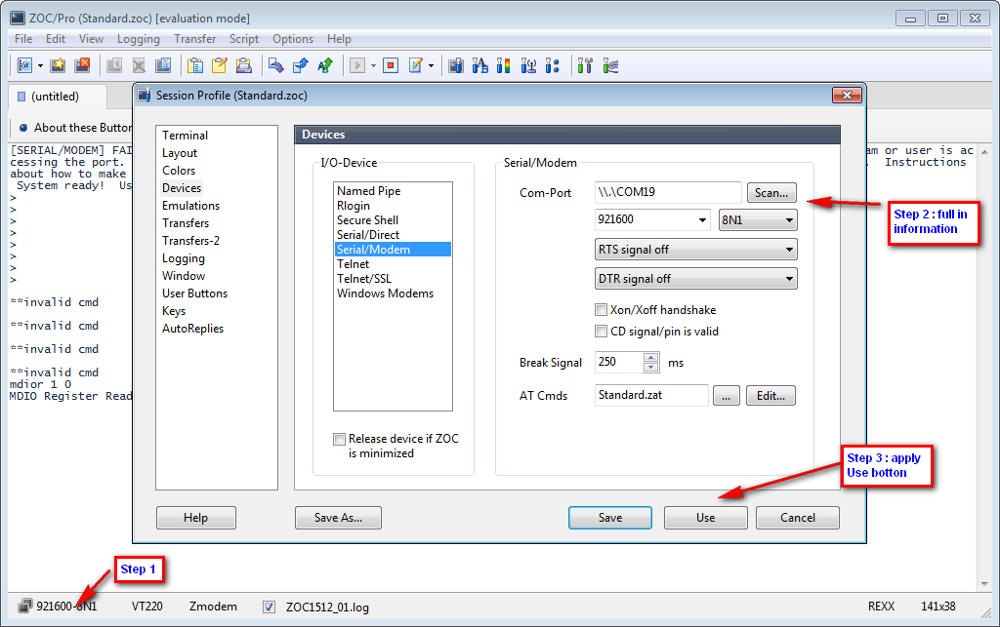 ZOC/Pro (Standard.zoc) [evaluation mode]
File Edit View Logging Transfer Script Options Help
(untitled)
About these Button
[SERIAL/MODEM] FAI
am or user is ac
cessing the port.
Instructions
about how to make
System ready! Us
>
>
>
>
>
>
>
>
**invalid cmd
**invalid cmd
**invalid cmd
**invalid cmd
mdior 1 0
MDIO Register Read
Session Profile (Standard.zoc)
Terminal
Layout
Colors
Devices
Emulations
Transfers
Transfers-2
Logging
Window
User Buttons
Keys
AutoReplies
Devices
I/O-Device
Named Pipe
Rlogin
Secure Shell
Serial/Direct
Serial/Modem
Telnet
Telnet/SSL
Windows Modems
Release device if ZOC
is minimized
Serial/Modem
Com-Port \\.\COM19 Scan...
921600 8N1
RTS signal off
DTR signal off
Xon/Xoff handshake
CD signal/pin is valid
Break Signal 250 ms
AT Cmds Standard.zat ... Edit...
Step 2 : full in
information
Step 3 : apply
Use botton
Help Save As... Save Use Cancel
Step 1
921600-8N1 VT220 Zmodem ZOC1512_01.log REXX 141x38